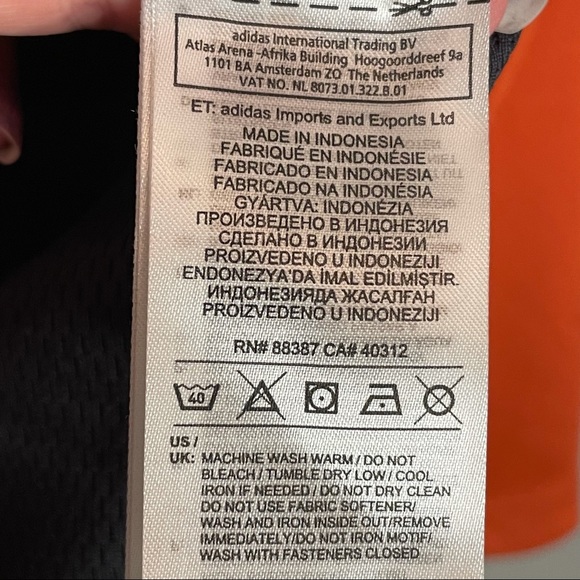 adidas International Trading BV
Atlas Arena -Afrika Building Hoogoorddreef 9a
1101 BA Amsterdam ZO The Netherlands
VAT NO. NL 8073.01.322.B.01
ET: adidas Imports and Exports Ltd
MADE IN INDONESIA
FABRIQUÉ EN INDONÉSIE
FABRICADO EN INDONESIA
FABRICADO NA INDONÉSIA
GYÁRTVA: INDONÉZIA
ПРОИЗВЕДЕНО В ИНДОНЕЗИЯ
СДЕЛАНО В ИНДОНЕЗИИ
PROIZVEDENO U INDONEZIJI
ENDONEZYA'DA İMAL EDİLMİŞTİR.
ИНДОНЕЗИЯДА ЖАСАЛҒАН
PROIZVEDENO U INDONEZIJI
RN# 88387 CA# 40312
40
US /
UK: MACHINE WASH WARM / DO NOT
BLEACH / TUMBLE DRY LOW / COOL
IRON IF NEEDED / DO NOT DRY CLEAN
DO NOT USE FABRIC SOFTENER/
WASH AND IRON INSIDE OUT/REMOVE
IMMEDIATELY/DO NOT IRON MOTIF/
WASH WITH FASTENERS CLOSED